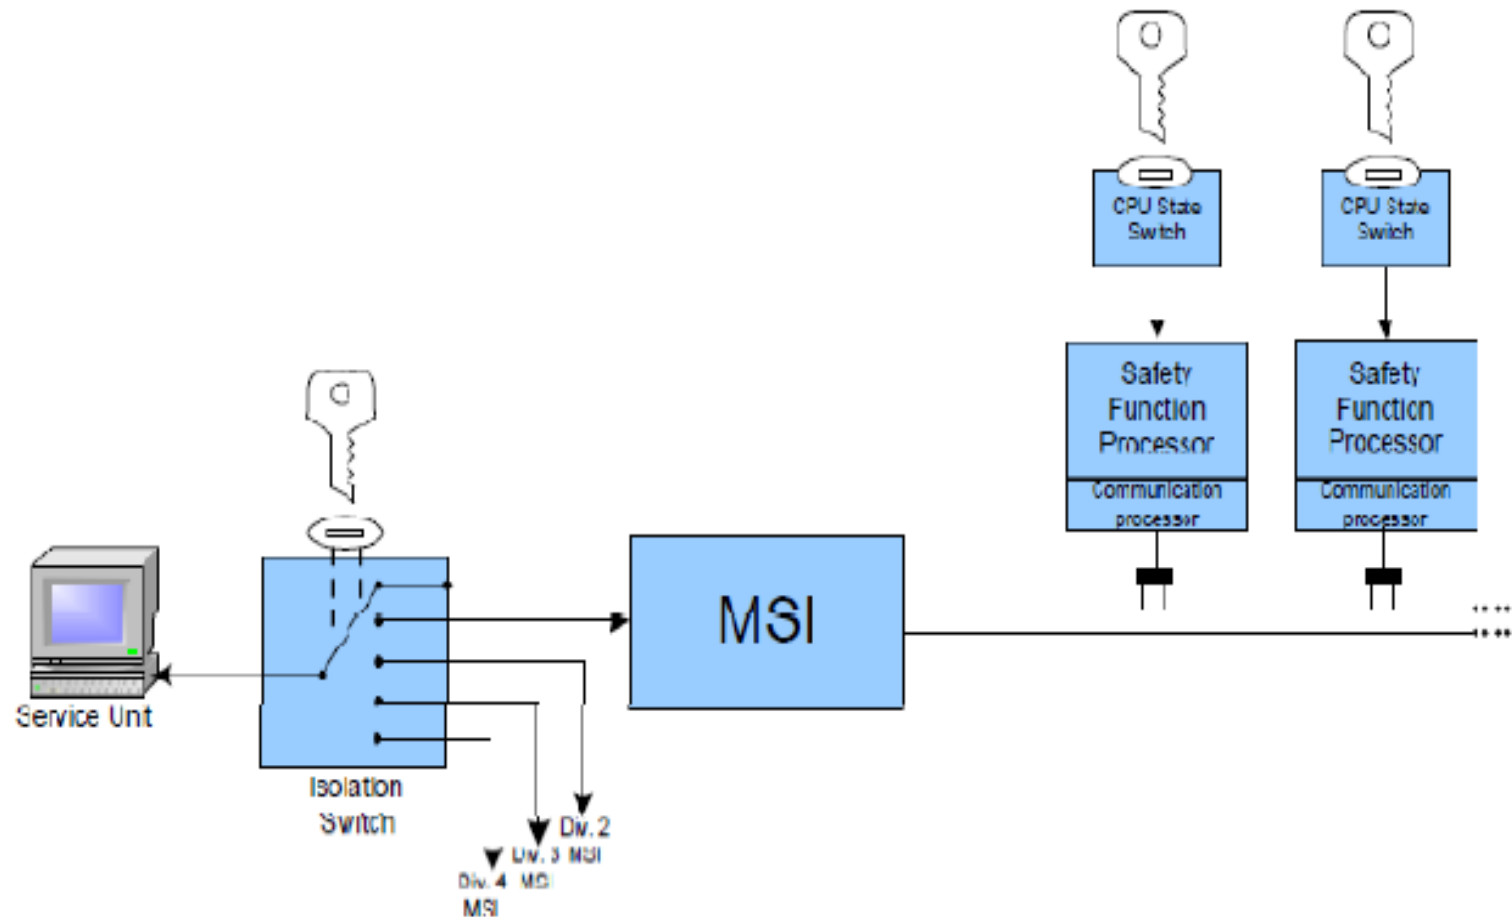 CPU State
Switch
CPU State
Switch
Safety
Function
Processor
Communication
processor
Safety
Function
Processor
Communication
processor
MSI
Service Unit
Isolation
Switch
Div. 2
MSI
Div. 3
MSI
Div. 4
MSI